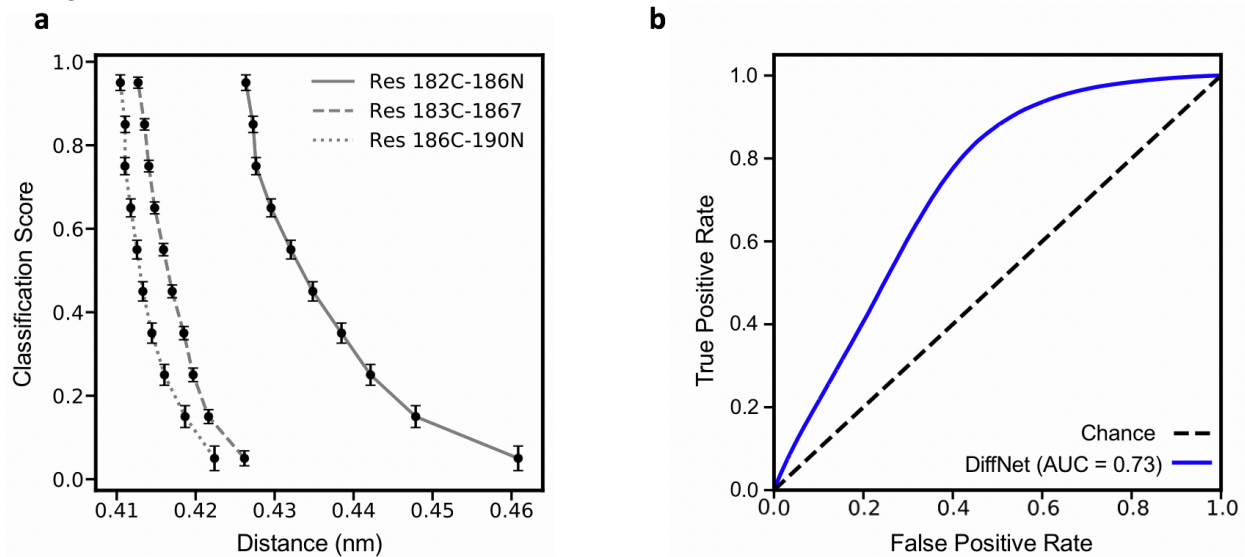 a
1.0
0.8
0.6
0.4
0.2
0.0
Classification Score
Res 182C-186N
Res 183C-1867
Res 186C-190N
0.41 0.42 0.43 0.44 0.45 0.46
Distance (nm)
b
1.0
0.8
0.6
0.4
0.2
0.0
True Positive Rate
Chance
DiffNet (AUC = 0.73)
0.0 0.2 0.4 0.6 0.8 1.0
False Positive Rate